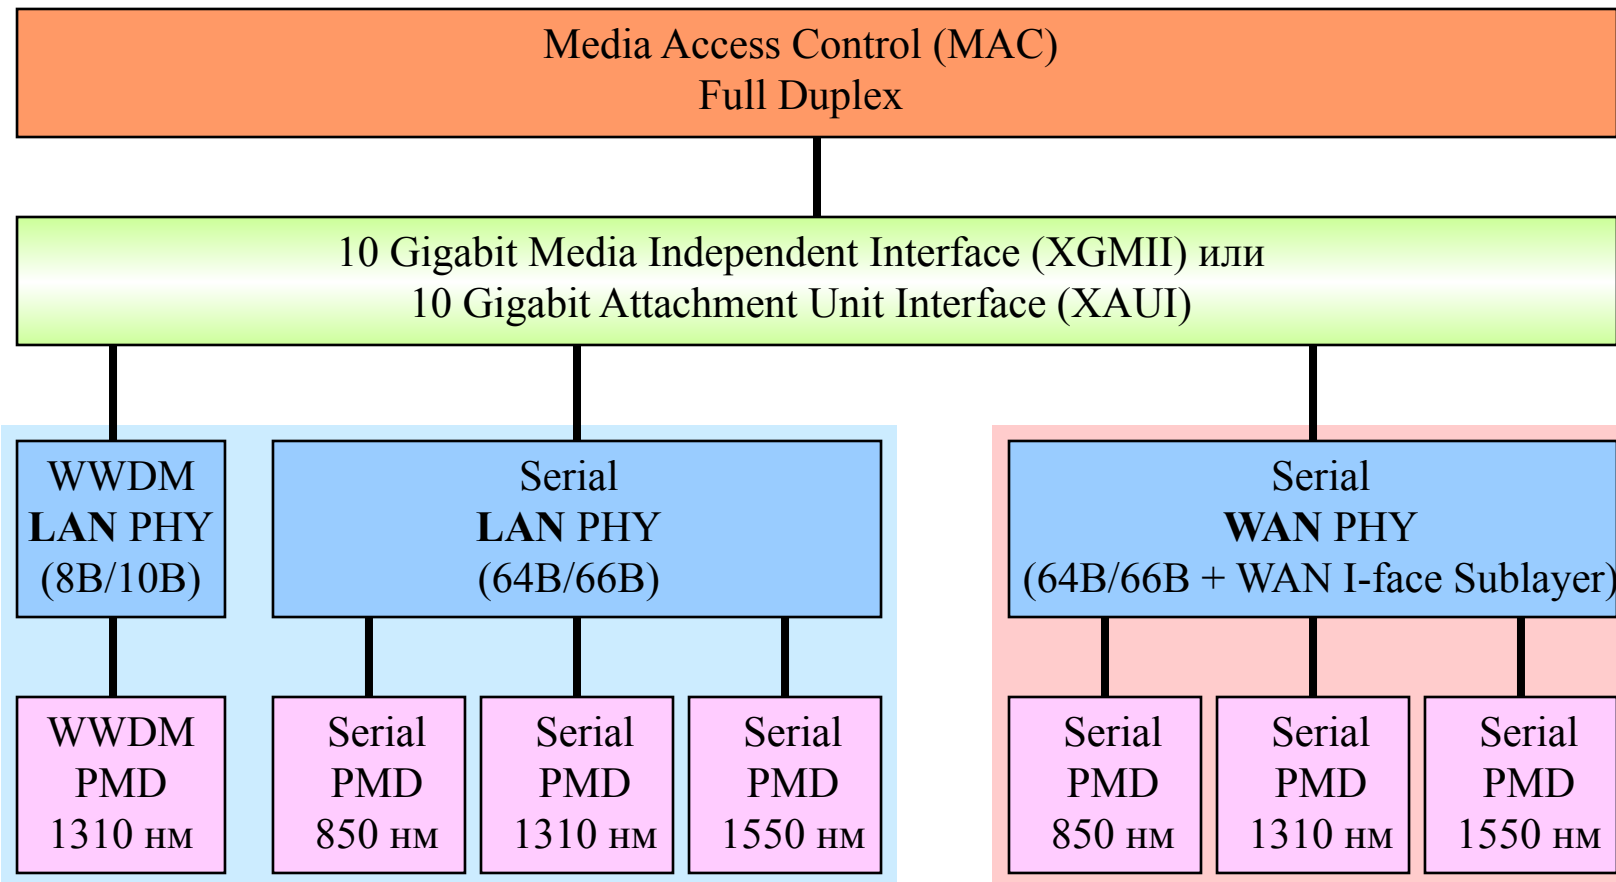 Media Access Control (MAC)
Full Duplex
10 Gigabit Media Independent Interface (XGMII) или
10 Gigabit Attachment Unit Interface (XAUI)
WWDM
LAN PHY
(8B/10B)
Serial
LAN PHY
(64B/66B)
Serial
WAN PHY
(64B/66B + WAN I-face Sublayer)
WWDM
PMD
1310 нм
Serial
PMD
850 нм
Serial
PMD
1310 нм
Serial
PMD
1550 нм
Serial
PMD
850 нм
Serial
PMD
1310 нм
Serial
PMD
1550 нм